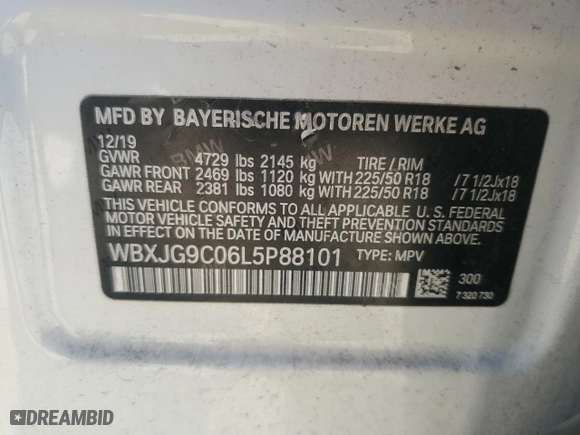 MFD BY BAYERISCHE MOTOREN WERKE AG
12/19
GVWR 4729 lbs 2145 kg TIRE / RIM
GAWR FRONT 2469 lbs 1120 kg WITH 225/50 R18 /7 1/2Jx18
GAWR REAR 2381 lbs 1080 kg WITH 225/50 R18 /7 1/2Jx18
THIS VEHICLE CONFORMS TO ALL APPLICABLE U. S. FEDERAL
MOTOR VEHICLE SAFETY AND THEFT PREVENTION STANDARDS
IN EFFECT ON THE DATE OF MANUFACTURE SHOWN ABOVE.
WBXJG9C06L5P88101 TYPE: MPV
300
7 320 730
DREAMBID